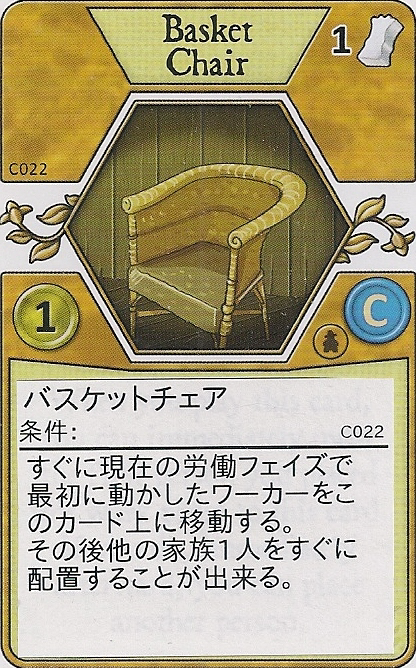 Basket
Chair
1
C022
1
C
バスケットチェア
条件:
C022
すぐに現在の労働フェイズで
最初に動かしたワーカーをこ
のカード上に移動する。
その後他の家族1人をすぐに
配置することが出来る。
another person